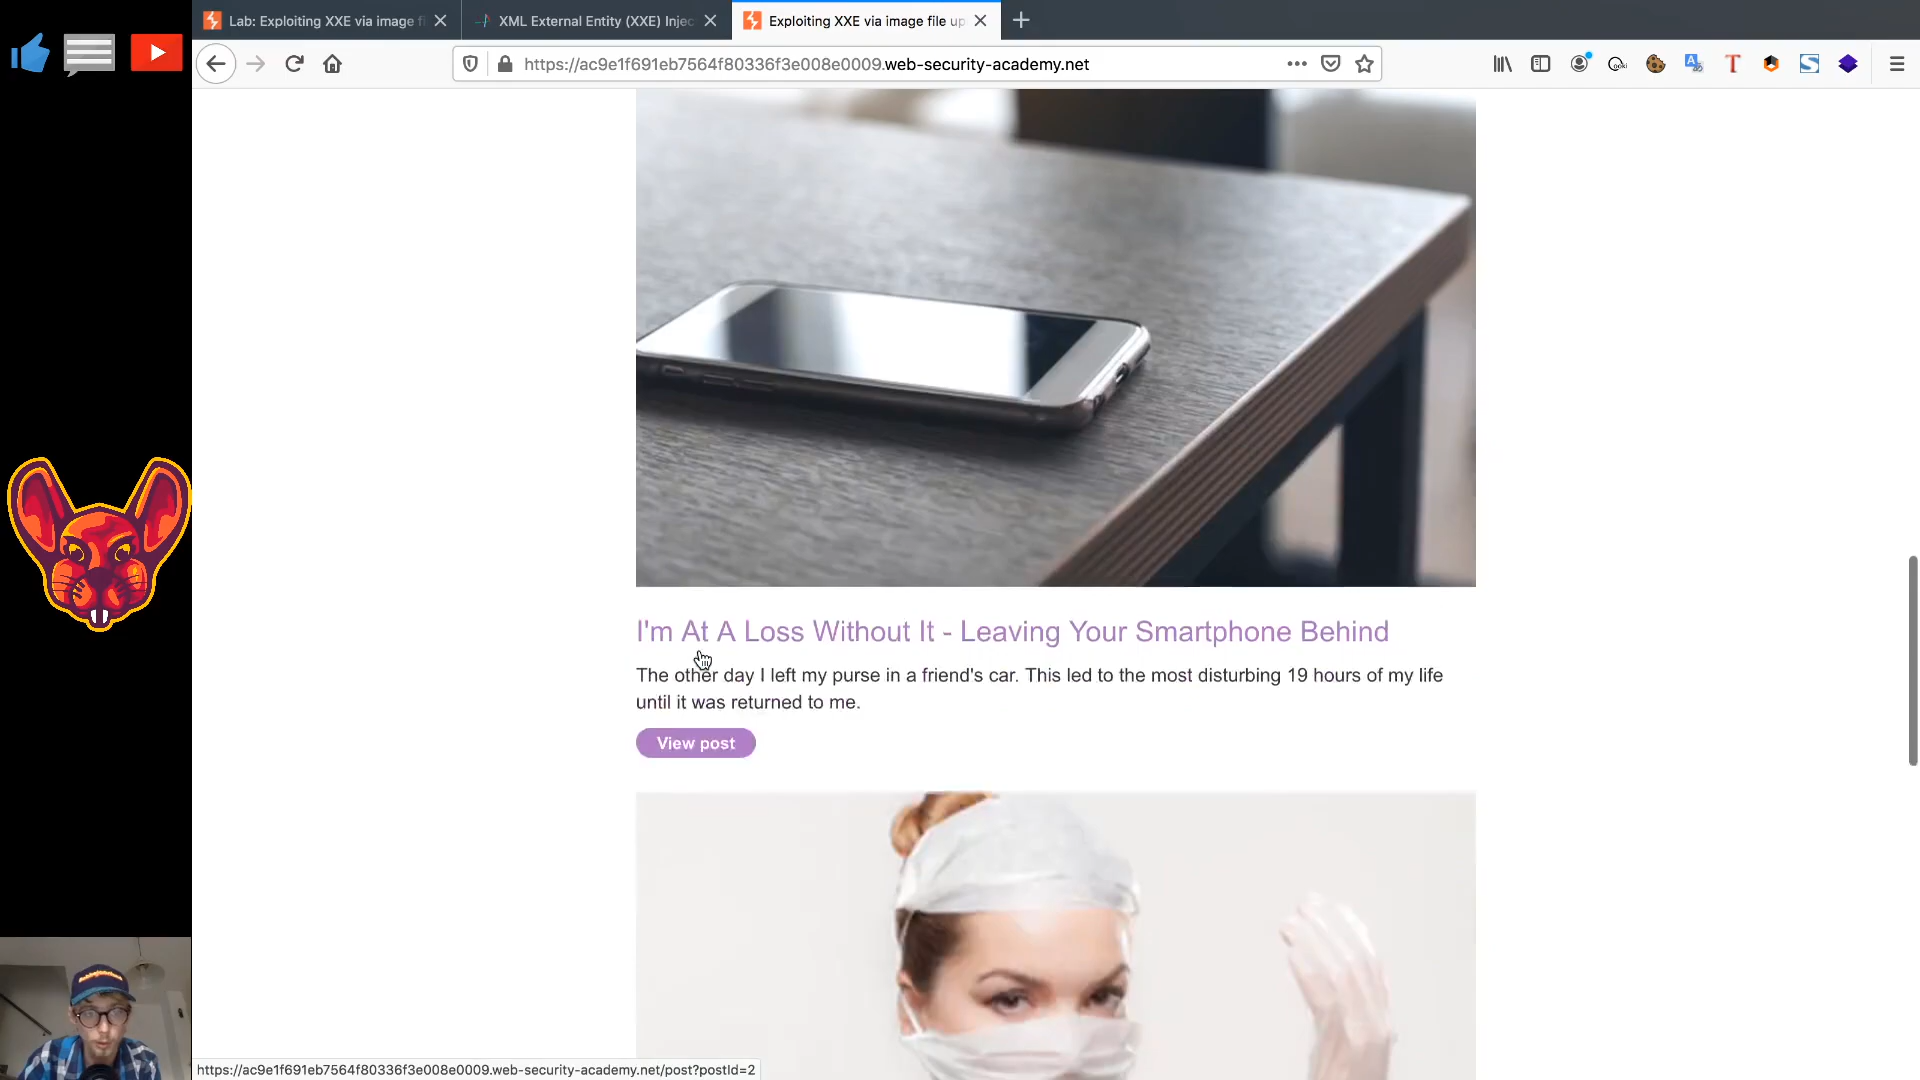 Lab: Exploiting XXE via image fi
XML External Entity (XXE) Injec
Exploiting XXE via image file up
https://ac9e1f691eb7564f80336f3e008e0009.web-security-academy.net
I'm At A Loss Without It - Leaving Your Smartphone Behind
The other day I left my purse in a friend's car. This led to the most disturbing 19 hours of my life
until it was returned to me.
View post
https://ac9e1f691eb7564f80336f3e008e0009.web-security-academy.net/post?postId=2